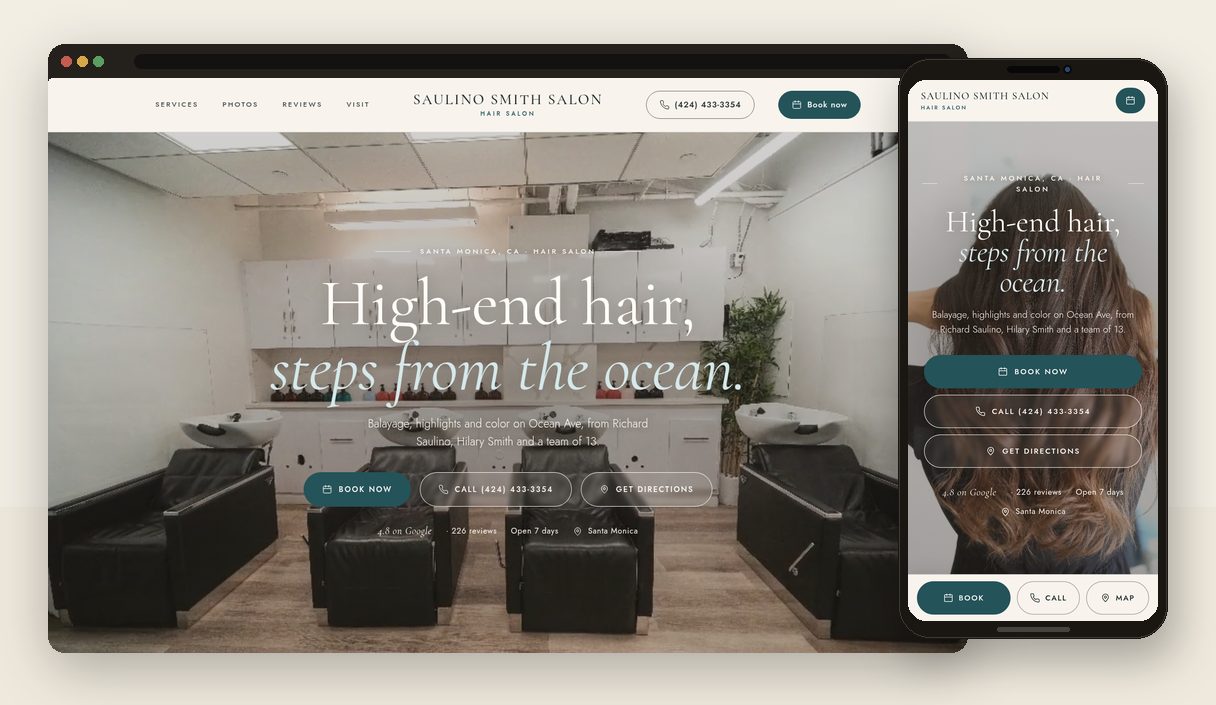 SERVICES
PHOTOS
REVIEWS
VISIT
SAULINO SMITH SALON
HAIR SALON
(424) 433-3354
Book now
SANTA MONICA, CA · HAIR SALON
High-end hair,
steps from the ocean.
Balayage, highlights and color on Ocean Ave, from Richard
Saulino, Hilary Smith and a team of 13.
BOOK NOW
CALL (424) 433-3354
GET DIRECTIONS
4.8 on Google · 226 reviews Open 7 days Santa Monica
SAULINO SMITH SALON
HAIR SALON
SANTA MONICA, CA · HAIR
SALON
High-end hair,
steps from the
ocean.
Balayage, highlights and color on Ocean Ave, from
Richard Saulino, Hilary Smith and a team of 13.
BOOK NOW
CALL (424) 433-3354
GET DIRECTIONS
4.8 on Google · 226 reviews Open 7 days
Santa Monica
BOOK
CALL
MAP